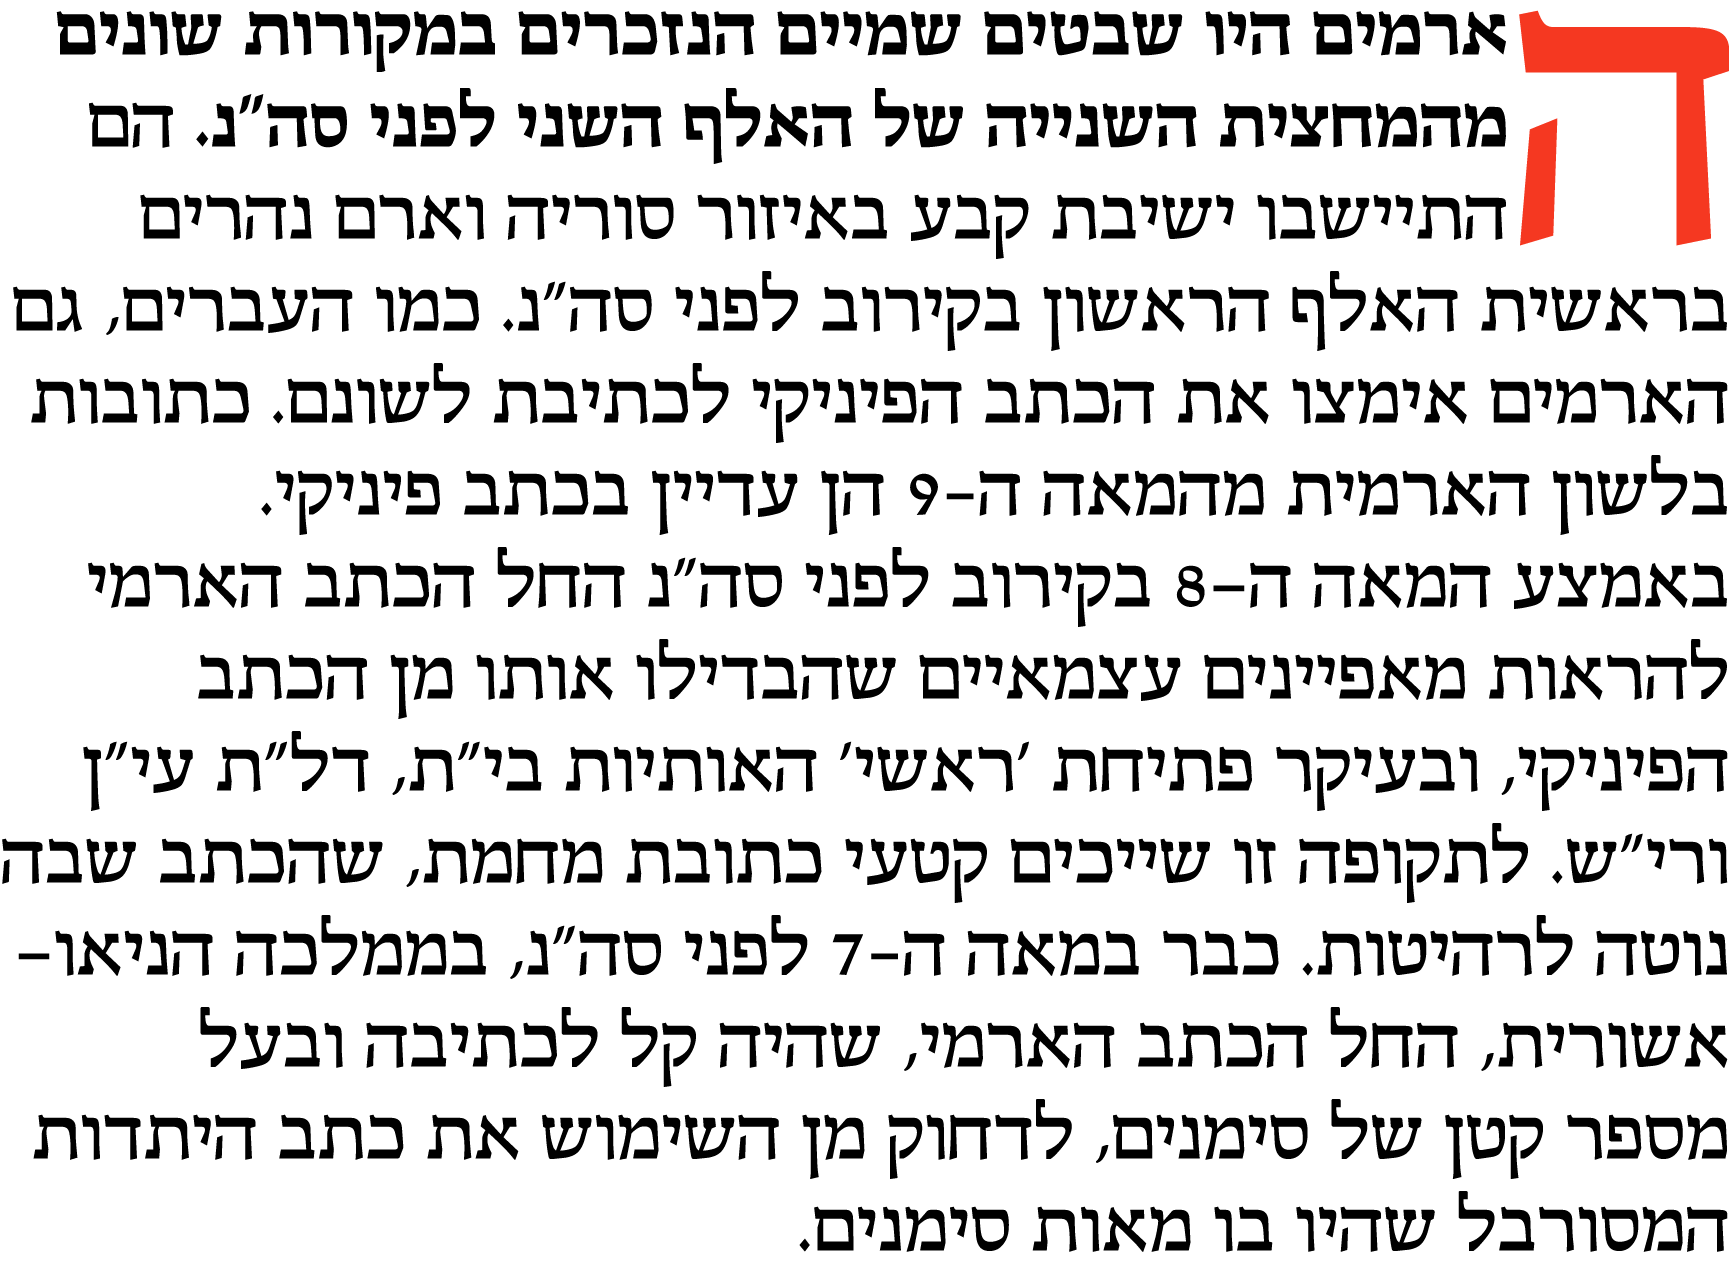 הארמים היו שבטים שמיים הנזכרים במקורות שונים
מהמחצית השנייה של האלף השני לפני סה״נ. הם
התיישבו ישיבת קבע באיזור סוריה וארם נהרים
בראשית האלף הראשון בקירוב לפני סה״נ. כמו העברים, גם
הארמים אימצו את הכתב הפיניקי לכתיבת לשונם. כתובות
בלשון הארמית מהמאה ה–9 הן עדיין בכתב פיניקי.
באמצע המאה ה–8 בקירוב לפני סה״נ החל הכתב הארמי
להראות מאפיינים עצמאיים שהבדילו אותו מן הכתב
הפיניקי, ובעיקר פתיחת ׳ראשי׳ האותיות בי״ת, דל״ת עי״ן
ורי״ש. לתקופה זו שייכים קטעי כתובת מחמת, שהכתב שבה
נוטה לרהיטות. כבר במאה ה–7 לפני סה״נ, בממלכה הניאו–
אשורית, החל הכתב הארמי, שהיה קל לכתיבה ובעל
מספר קטן של סימנים, לדחוק מן השימוש את כתב היתדות
המסורבל שהיו בו מאות סימנים.